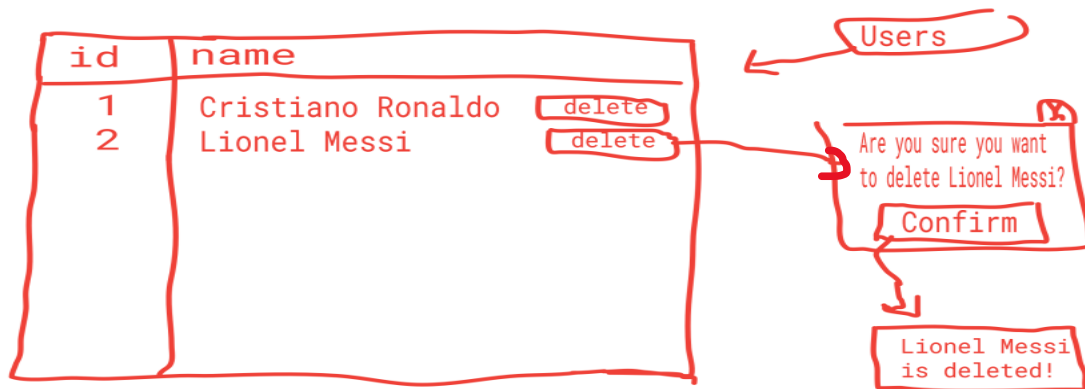 Users
id name
1 Cristiano Ronaldo delete
2 Lionel Messi delete
X
Are you sure you want
to delete Lionel Messi?
Confirm
Lionel Messi
is deleted!